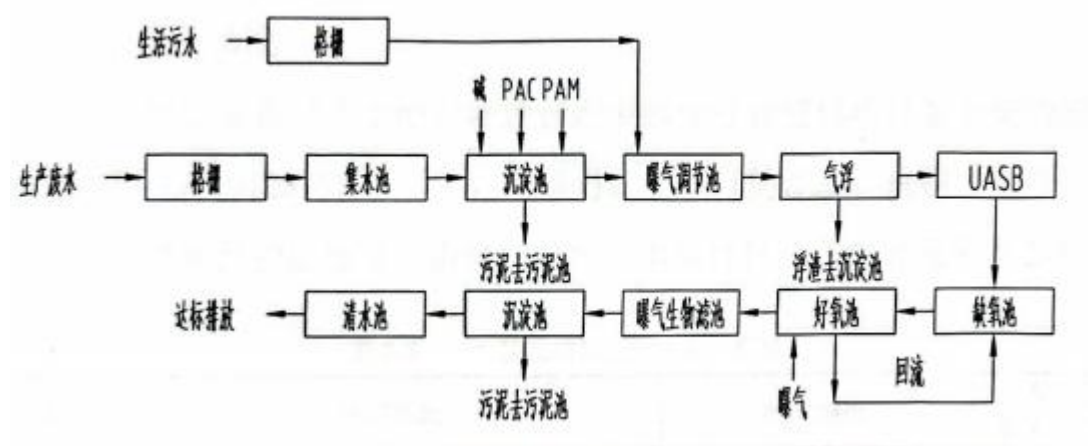 生活污水
格栅
碱 PAC PAM
生产废水
格栅
集水池
沉淀池
曝气调节池
气浮
UASB
污泥去污泥池
浮渣去沉淀池
达标排放
清水池
沉淀池
曝气生物滤池
好氧池
缺氧池
污泥去污泥池
曝气
回流